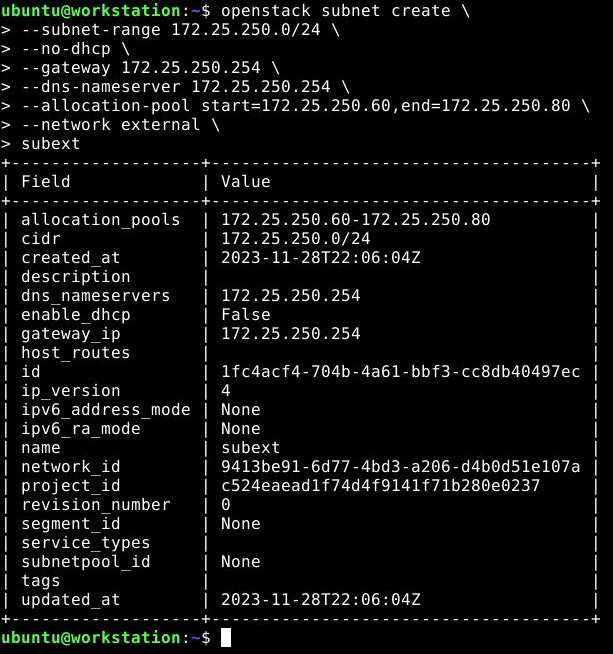 ubuntu@workstation:~$ openstack subnet create \
> --subnet-range 172.25.250.0/24 \
> --no-dhcp \
> --gateway 172.25.250.254 \
> --dns-nameserver 172.25.250.254 \
> --allocation-pool start=172.25.250.60,end=172.25.250.80 \
> --network external \
> subext
+-------------------+--------------------------------------+
| Field             | Value                                |
+-------------------+--------------------------------------+
| allocation_pools  | 172.25.250.60-172.25.250.80          |
| cidr              | 172.25.250.0/24                      |
| created_at        | 2023-11-28T22:06:04Z                 |
| description       |                                      |
| dns_nameservers   | 172.25.250.254                       |
| enable_dhcp       | False                                |
| gateway_ip        | 172.25.250.254                       |
| host_routes       |                                      |
| id                | 1fc4acf4-704b-4a61-bbf3-cc8db40497ec |
| ip_version        | 4                                    |
| ipv6_address_mode | None                                 |
| ipv6_ra_mode      | None                                 |
| name              | subext                               |
| network_id        | 9413be91-6d77-4bd3-a206-d4b0d51e107a |
| project_id        | c524eaead1f74d4f9141f71b280e0237     |
| revision_number   | 0                                    |
| segment_id        | None                                 |
| service_types     |                                      |
| subnetpool_id     | None                                 |
| tags              |                                      |
| updated_at        | 2023-11-28T22:06:04Z                 |
+-------------------+--------------------------------------+
ubuntu@workstation:~$